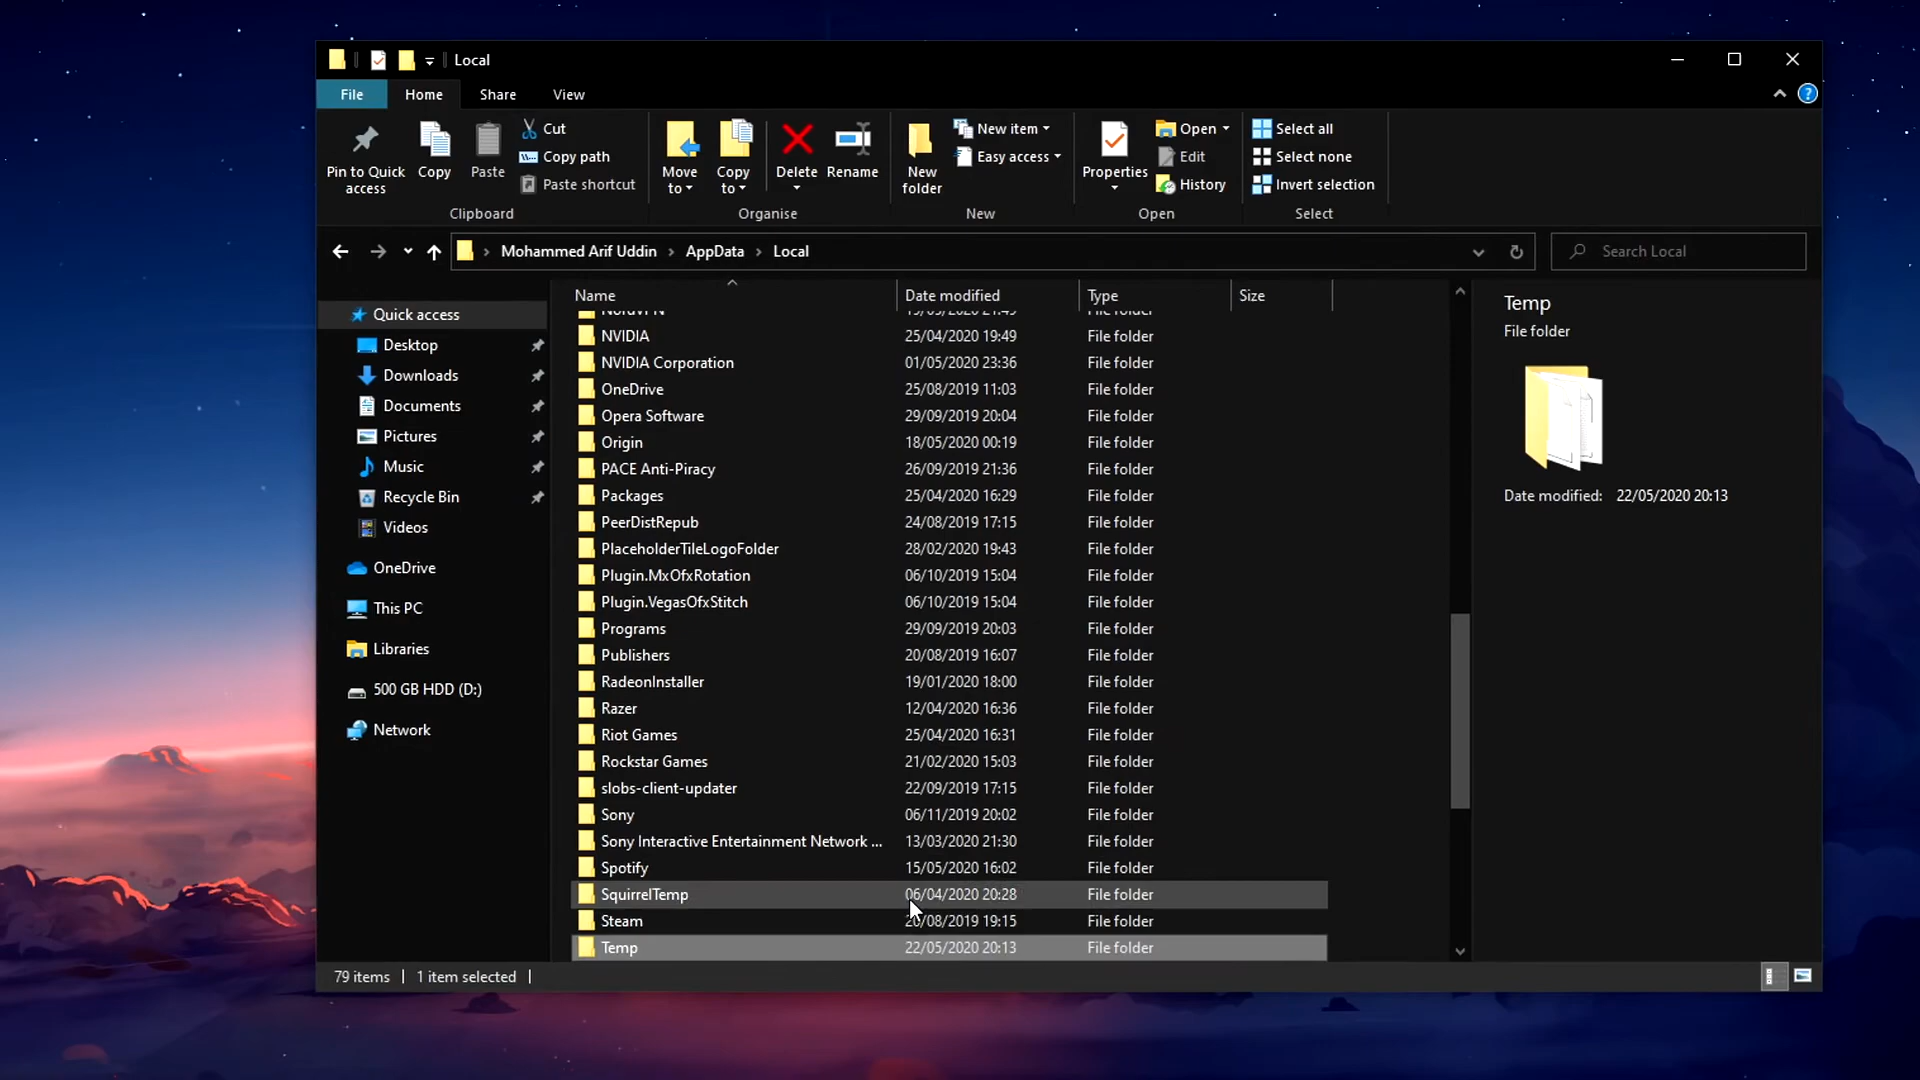 Local
File Home Share View
Pin to Quick access
Copy
Paste
Cut
Copy path
Paste shortcut
Clipboard
Move to
Copy to
Delete
Rename
Organise
New folder
New item
Easy access
New
Properties
Open
Edit
History
Open
Select all
Select none
Invert selection
Select
Mohammed Arif Uddin > AppData > Local
Search Local
Quick access
Desktop
Downloads
Documents
Pictures
Music
Recycle Bin
Videos
OneDrive
This PC
Libraries
500 GB HDD (D:)
Network
Name Date modified Type Size
NVIDIA 25/04/2020 19:49 File folder
NVIDIA Corporation 01/05/2020 23:36 File folder
OneDrive 25/08/2019 11:03 File folder
Opera Software 29/09/2019 20:04 File folder
Origin 18/05/2020 00:19 File folder
PACE Anti-Piracy 26/09/2019 21:36 File folder
Packages 25/04/2020 16:29 File folder
PeerDistRepub 24/08/2019 17:15 File folder
PlaceholderTileLogoFolder 28/02/2020 19:43 File folder
Plugin.MxOfxRotation 06/10/2019 15:04 File folder
Plugin.VegasOfxStitch 06/10/2019 15:04 File folder
Programs 29/09/2019 20:03 File folder
Publishers 20/08/2019 16:07 File folder
RadeonInstaller 19/01/2020 18:00 File folder
Razer 12/04/2020 16:36 File folder
Riot Games 25/04/2020 16:31 File folder
Rockstar Games 21/02/2020 15:03 File folder
slobs-client-updater 22/09/2019 17:15 File folder
Sony 06/11/2019 20:02 File folder
Sony Interactive Entertainment Network ... 13/03/2020 21:30 File folder
Spotify 15/05/2020 16:02 File folder
SquirrelTemp 06/04/2020 20:28 File folder
Steam 20/08/2019 19:15 File folder
Temp 22/05/2020 20:13 File folder
Temp
File folder
Date modified: 22/05/2020 20:13
79 items 1 item selected